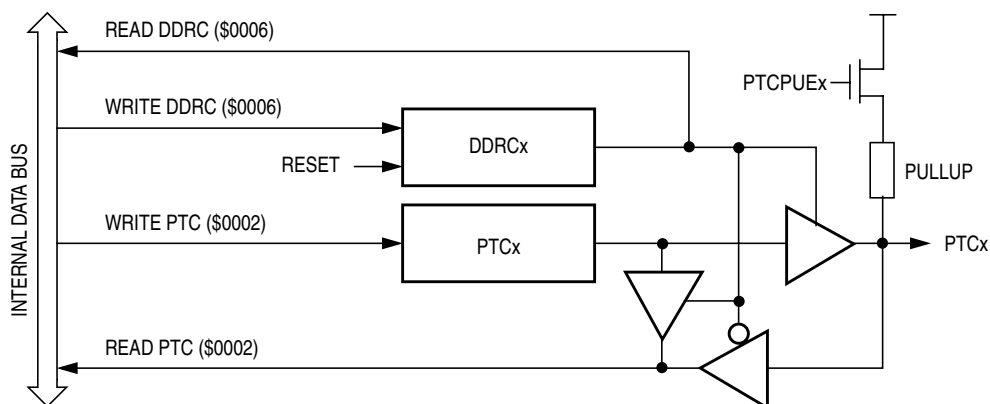 READ DDRC ($0006)
PTCPUEx
WRITE DDRC ($0006)
DDRCx
RESET
PULLUP
INTERNAL DATA BUS
WRITE PTC ($0002)
PTCx
PTCx
READ PTC ($0002)